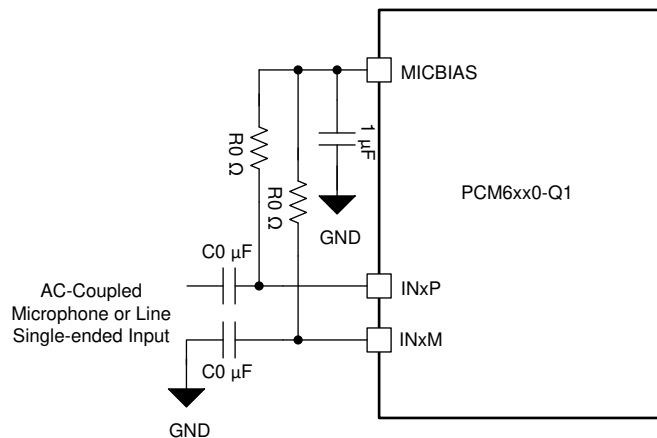 MICBIAS
R0 Ω
R0 Ω
1 µF
GND
PCM6xx0-Q1
C0 µF
INxP
AC-Coupled
Microphone or Line
Single-ended Input
INxM
C0 µF
GND